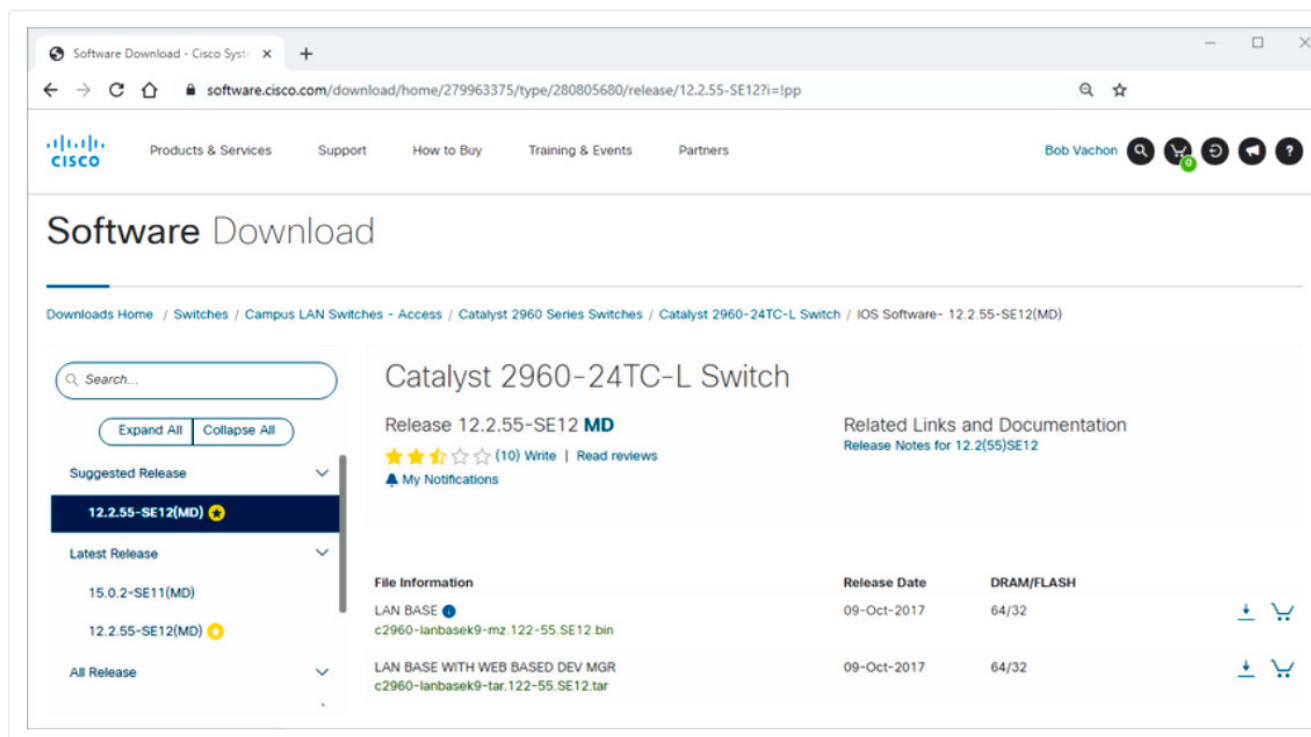 Software Download - Cisco Syste
software.cisco.com/download/home/279963375/type/280805680/release/12.2.55-SE12?i=!pp
CISCO
Products & Services Support How to Buy Training & Events Partners
Bob Vachon
0
Software Download
Downloads Home / Switches / Campus LAN Switches - Access / Catalyst 2960 Series Switches / Catalyst 2960-24TC-L Switch / IOS Software- 12.2.55-SE12(MD)
Search...
Expand All Collapse All
Suggested Release
12.2.55-SE12(MD)
Latest Release
15.0.2-SE11(MD)
12.2.55-SE12(MD)
All Release
Catalyst 2960-24TC-L Switch
Release 12.2.55-SE12 MD
(10) Write | Read reviews
My Notifications
Related Links and Documentation
Release Notes for 12.2(55)SE12
File Information Release Date DRAM/FLASH
LAN BASE 09-Oct-2017 64/32
c2960-lanbasek9-mz.122-55.SE12.bin
LAN BASE WITH WEB BASED DEV MGR 09-Oct-2017 64/32
c2960-lanbasek9-tar.122-55.SE12.tar